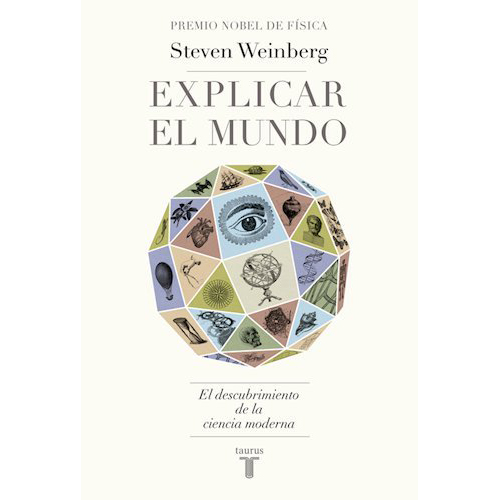 PREMIO NOBEL DE FÍSICA
Steven Weinberg
EXPLICAR
EL MUNDO
El descubrimiento
de la
ciencia moderna
taurus